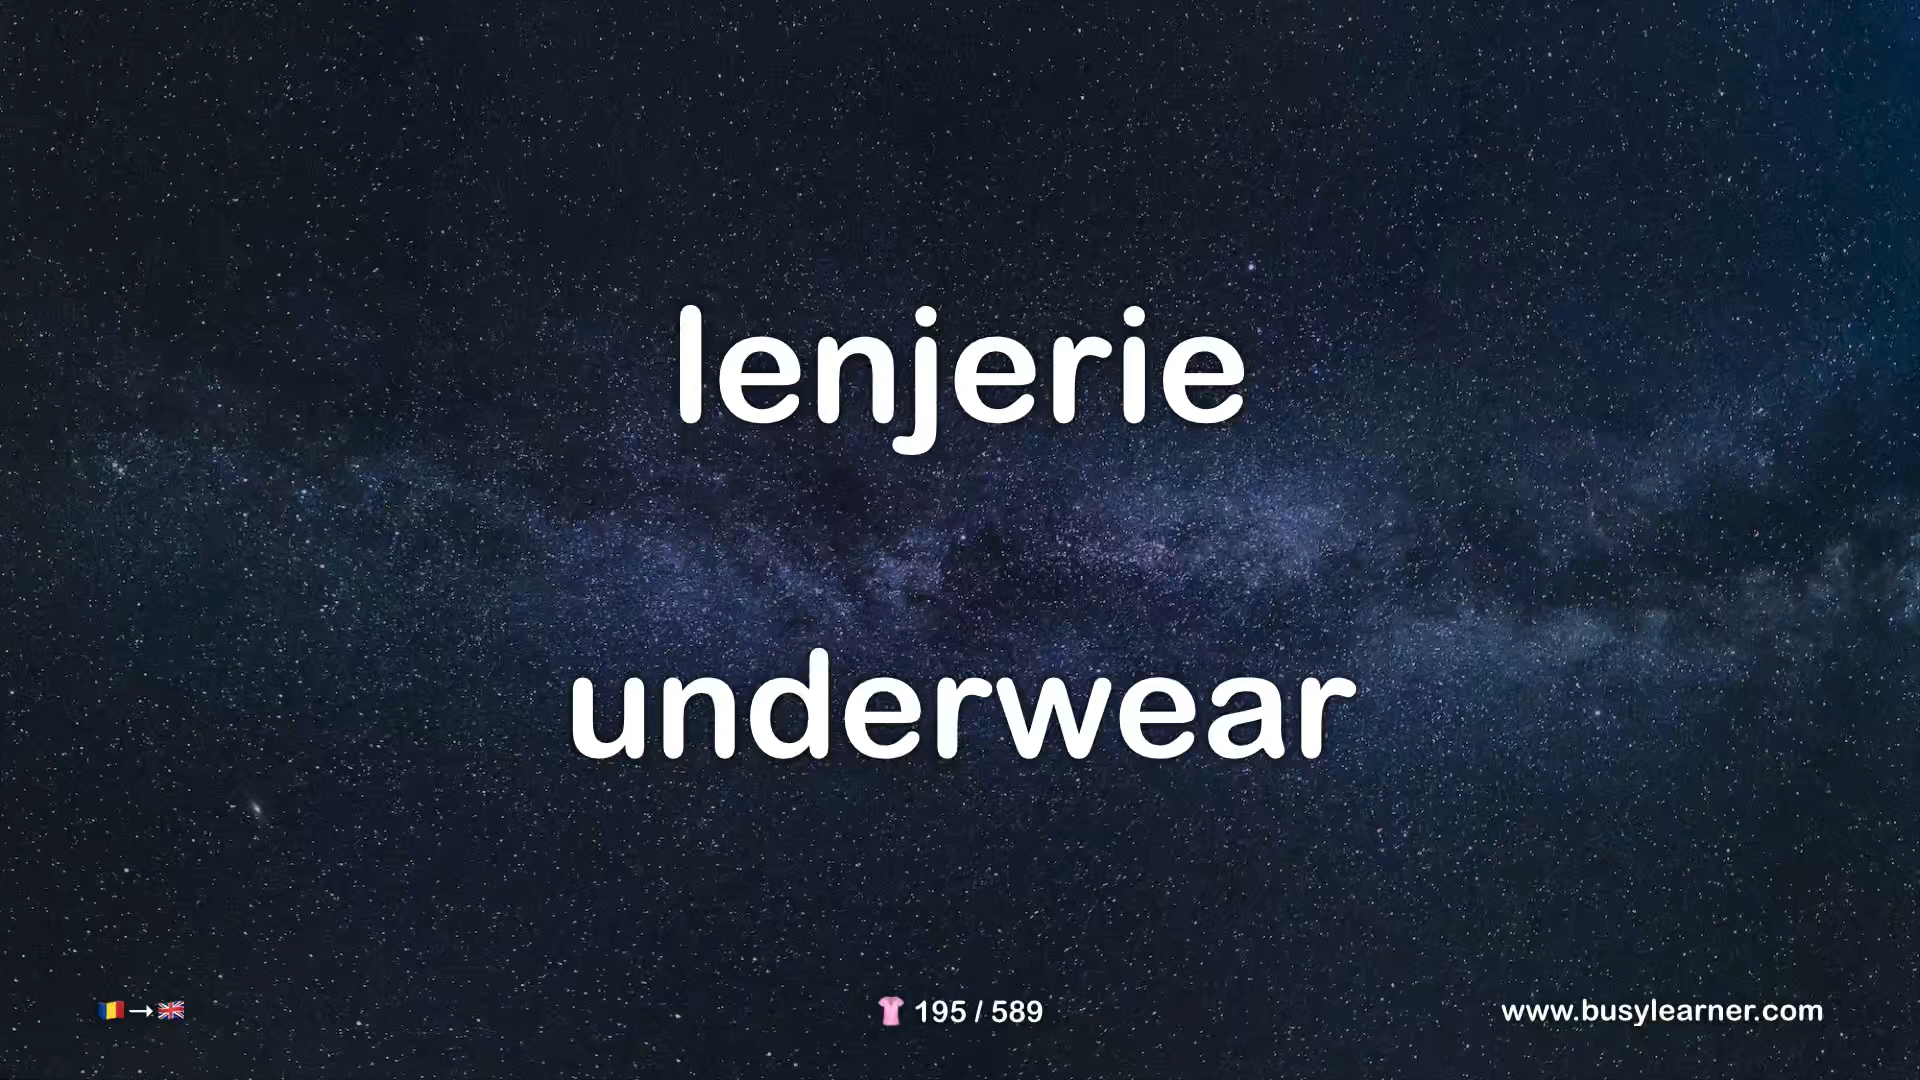 lenjerie
underwear
🇷🇴→🇬🇧
👚 195 / 589
www.busylearner.com